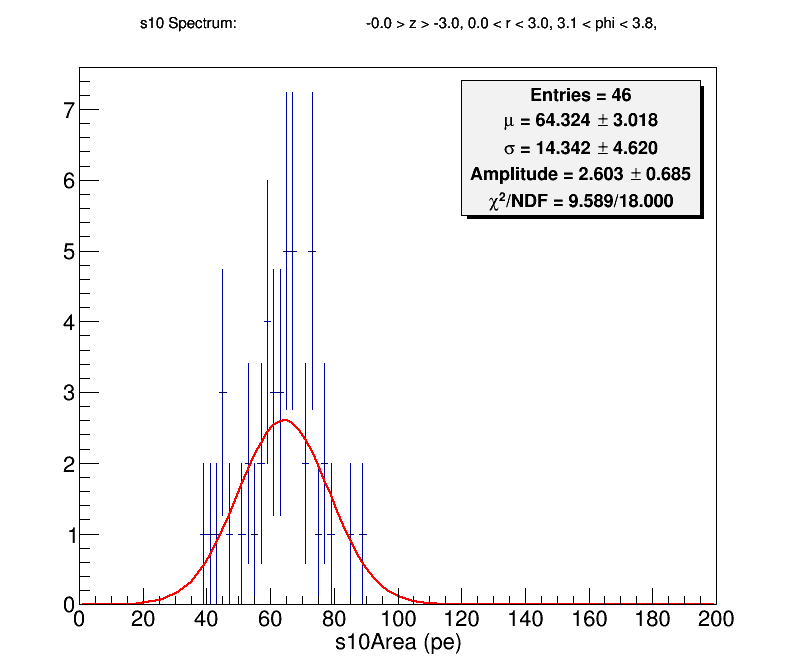 s10 Spectrum: -0.0 > z > -3.0, 0.0 < r < 3.0, 3.1 < phi < 3.8,
Entries = 46
μ = 64.324 ± 3.018
σ = 14.342 ± 4.620
Amplitude = 2.603 ± 0.685
χ²/NDF = 9.589/18.000
7
6
5
4
3
2
1
0
0 20 40 60 80 100 120 140 160 180 200
s10Area (pe)